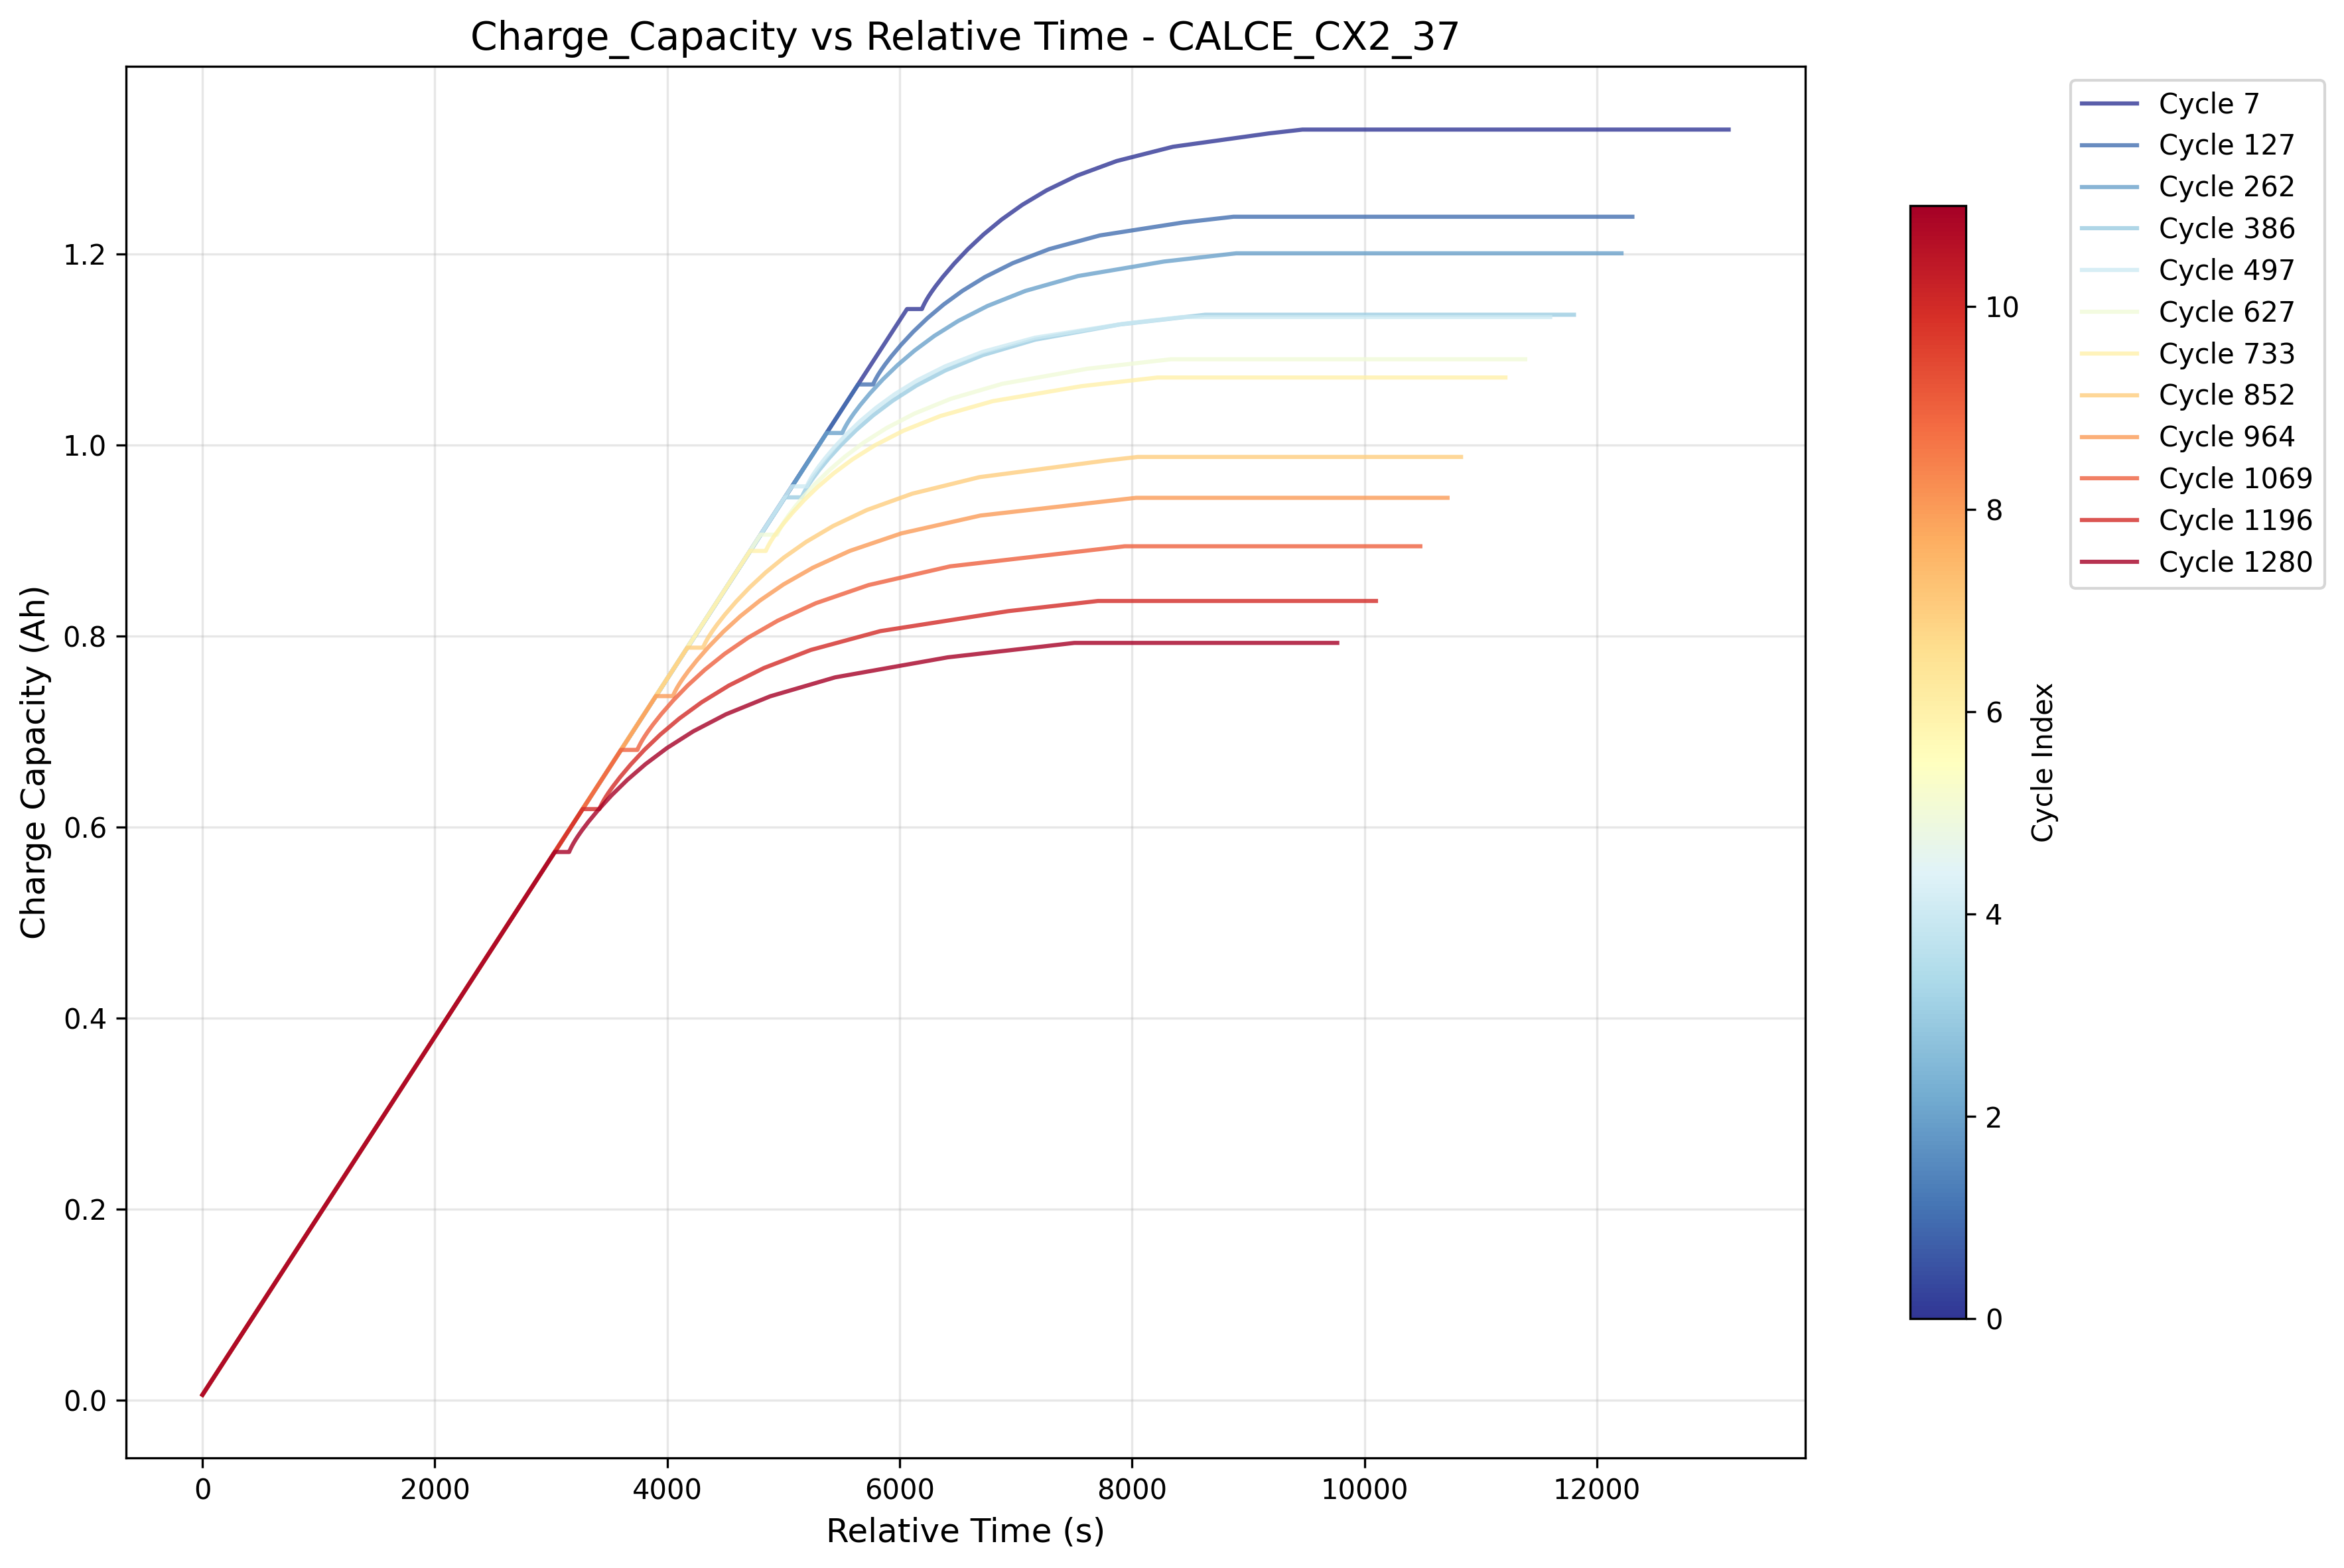 Charge_Capacity vs Relative Time - CALCE_CX2_37
Charge Capacity (Ah)
1.2
1.0
0.8
0.6
0.4
0.2
0.0
0
2000
4000
6000
8000
10000
12000
Relative Time (s)
10
8
6
4
2
0
Cycle Index
Cycle 7
Cycle 127
Cycle 262
Cycle 386
Cycle 497
Cycle 627
Cycle 733
Cycle 852
Cycle 964
Cycle 1069
Cycle 1196
Cycle 1280